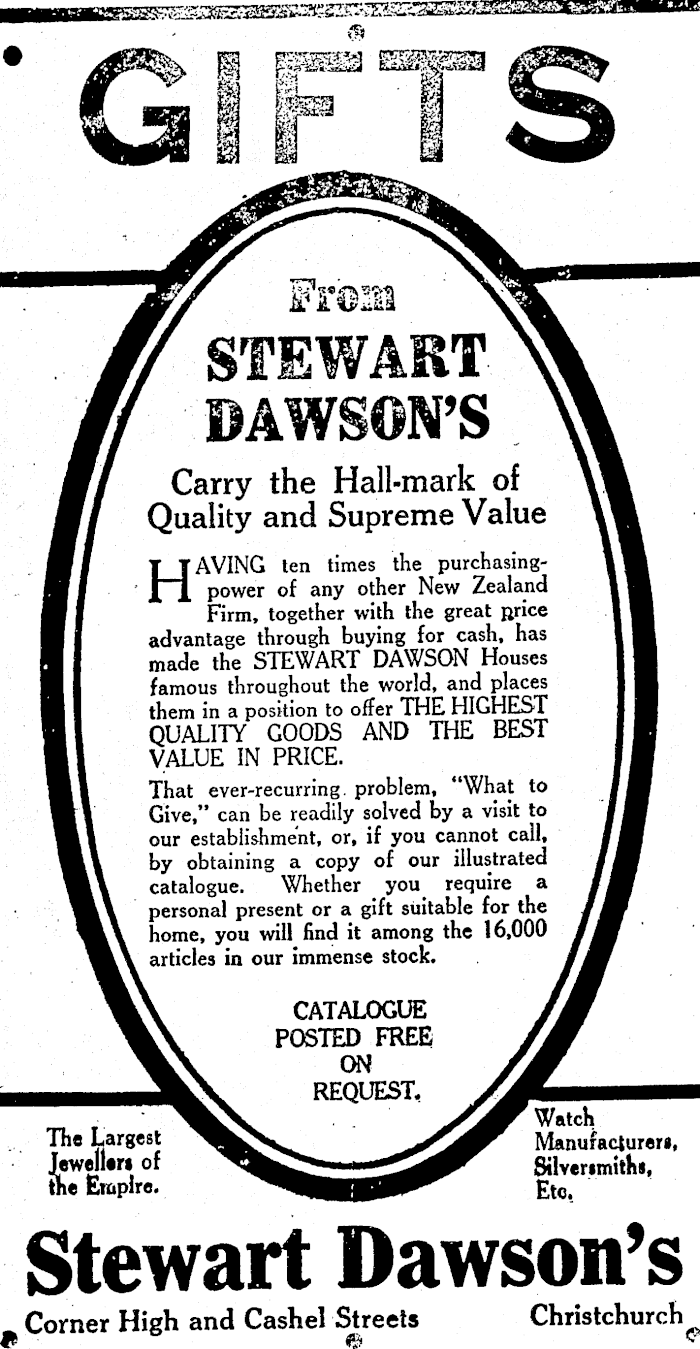 GIFTS
From
STEWART
DAWSON'S
Carry the Hall-mark of
Quality and Supreme Value
HAVING ten times the purchasing-
power of any other New Zealand
Firm, together with the great price
advantage through buying for cash, has
made the STEWART DAWSON Houses
famous throughout the world, and places
them in a position to offer THE HIGHEST
QUALITY GOODS AND THE BEST
VALUE IN PRICE.
That ever-recurring problem, "What to
Give," can be readily solved by a visit to
our establishment, or, if you cannot call,
by obtaining a copy of our illustrated
catalogue. Whether you require a
personal present or a gift suitable for the
home, you will find it among the 16,000
articles in our immense stock.
CATALOGUE
POSTED FREE
ON
REQUEST.
The Largest
Jewellers of
the Empire.
Watch
Manufacturers,
Silversmiths,
Etc.
Stewart Dawson's
Corner High and Cashel Streets Christchurch